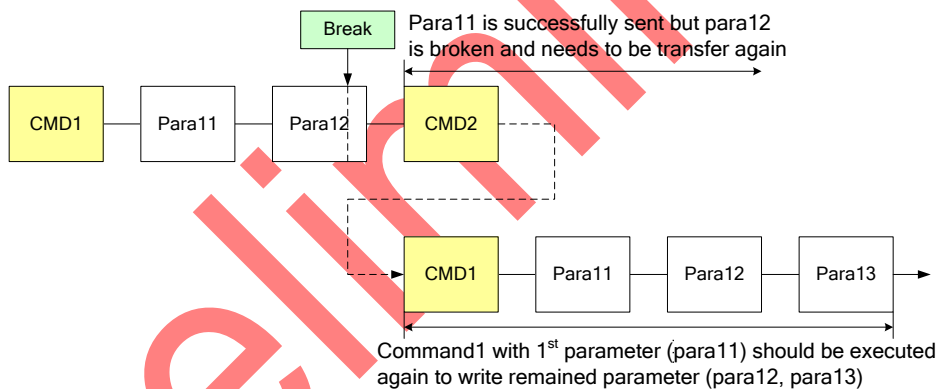 Break
Para11 is successfully sent but para12
is broken and needs to be transfer again
CMD1
Para11
Para12
CMD2
CMD1
Para11
Para12
Para13
Command1 with 1st parameter (para11) should be executed
again to write remained parameter (para12, para13)